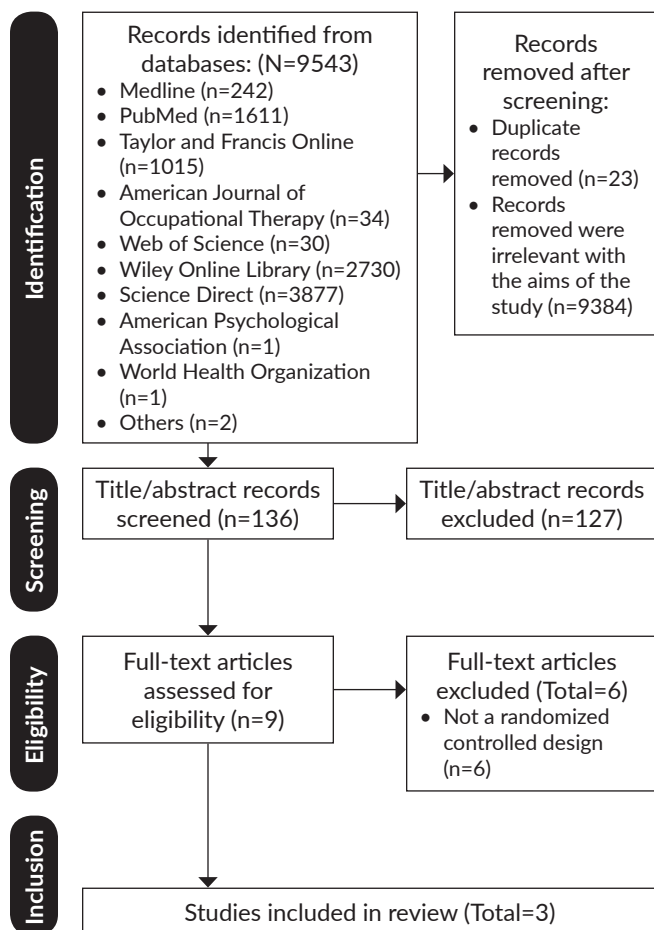 Identification
Records identified from
databases: (N=9543)
• Medline (n=242)
• PubMed (n=1611)
• Taylor and Francis Online
(n=1015)
• American Journal of
Occupational Therapy (n=34)
• Web of Science (n=30)
• Wiley Online Library (n=2730)
• Science Direct (n=3877)
• American Psychological
Association (n=1)
• World Health Organization
(n=1)
• Others (n=2)
Records
removed after
screening:
• Duplicate
records
removed (n=23)
• Records
removed were
irrelevant with
the aims of the
study (n=9384)
Screening
Title/abstract records
screened (n=136)
Title/abstract records
excluded (n=127)
Eligibility
Full-text articles
assessed for
eligibility (n=9)
Full-text articles
excluded (Total=6)
• Not a randomized
controlled design
(n=6)
Inclusion
Studies included in review (Total=3)